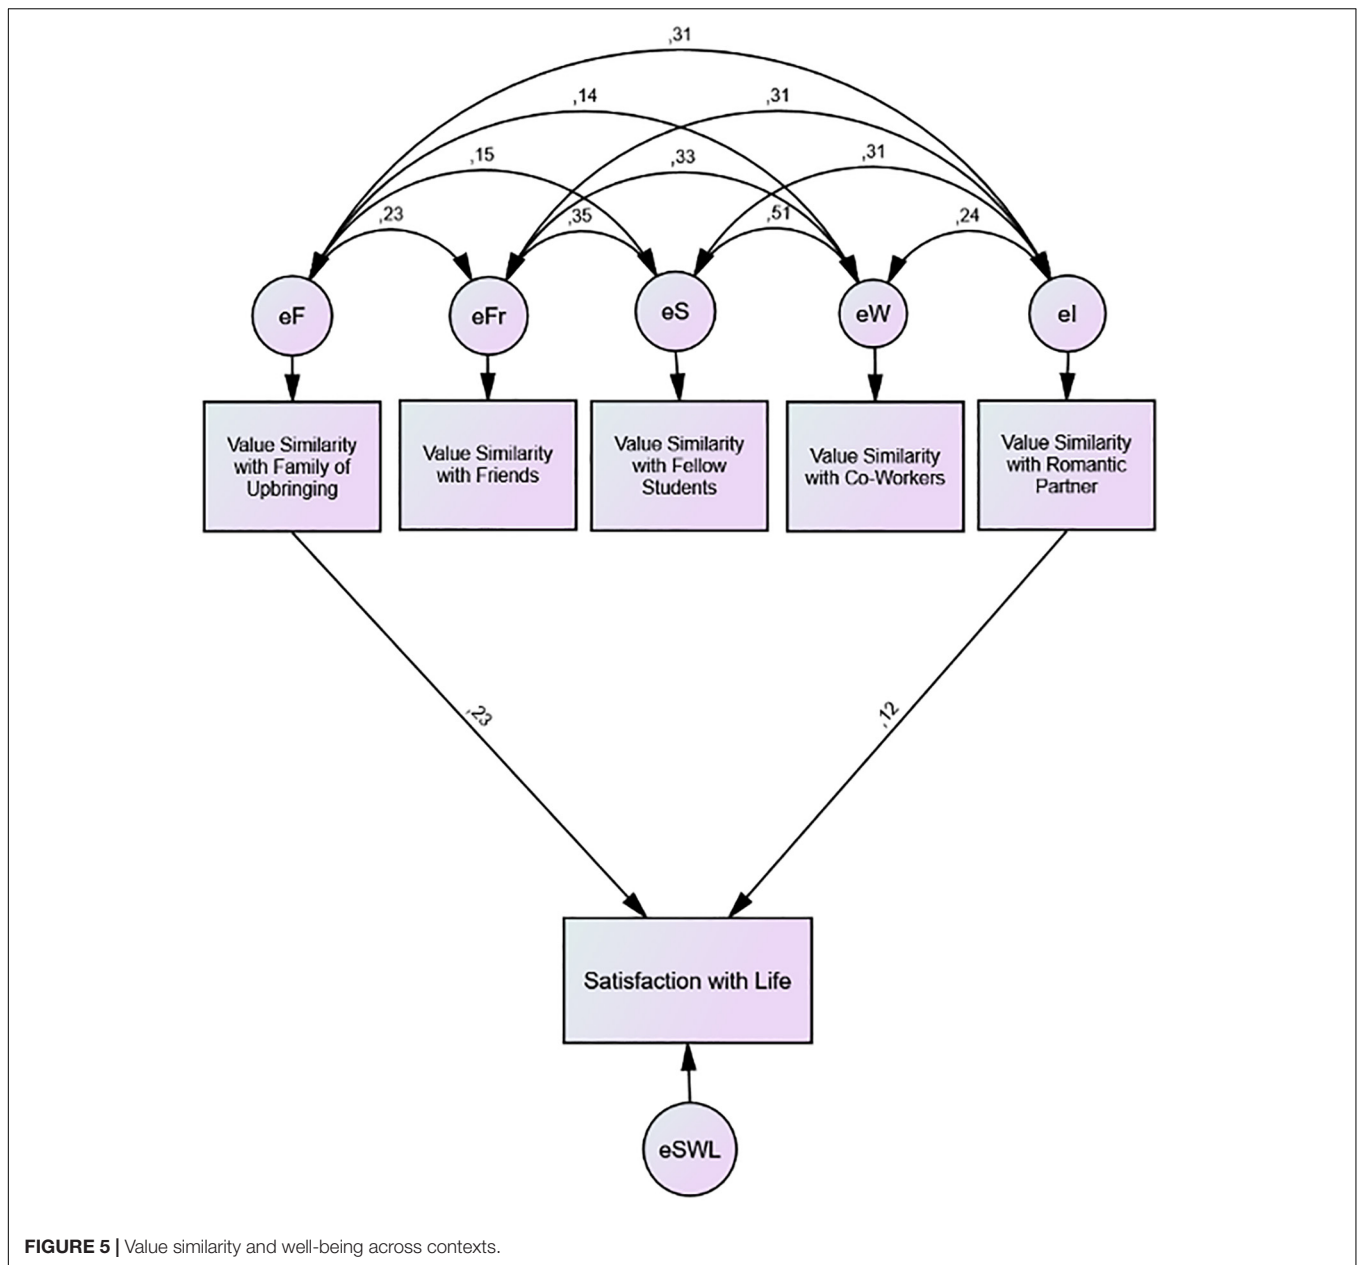 ,31
,14
,31
,15
,33
,31
,23
,35
,51
,24
eF
eFr
eS
eW
eI
Value Similarity
with Family of
Upbringing
Value Similarity
with Friends
Value Similarity
with Fellow
Students
Value Similarity
with Co-Workers
Value Similarity
with Romantic
Partner
,23
,12
Satisfaction with Life
eSWL
FIGURE 5 | Value similarity and well-being across contexts.